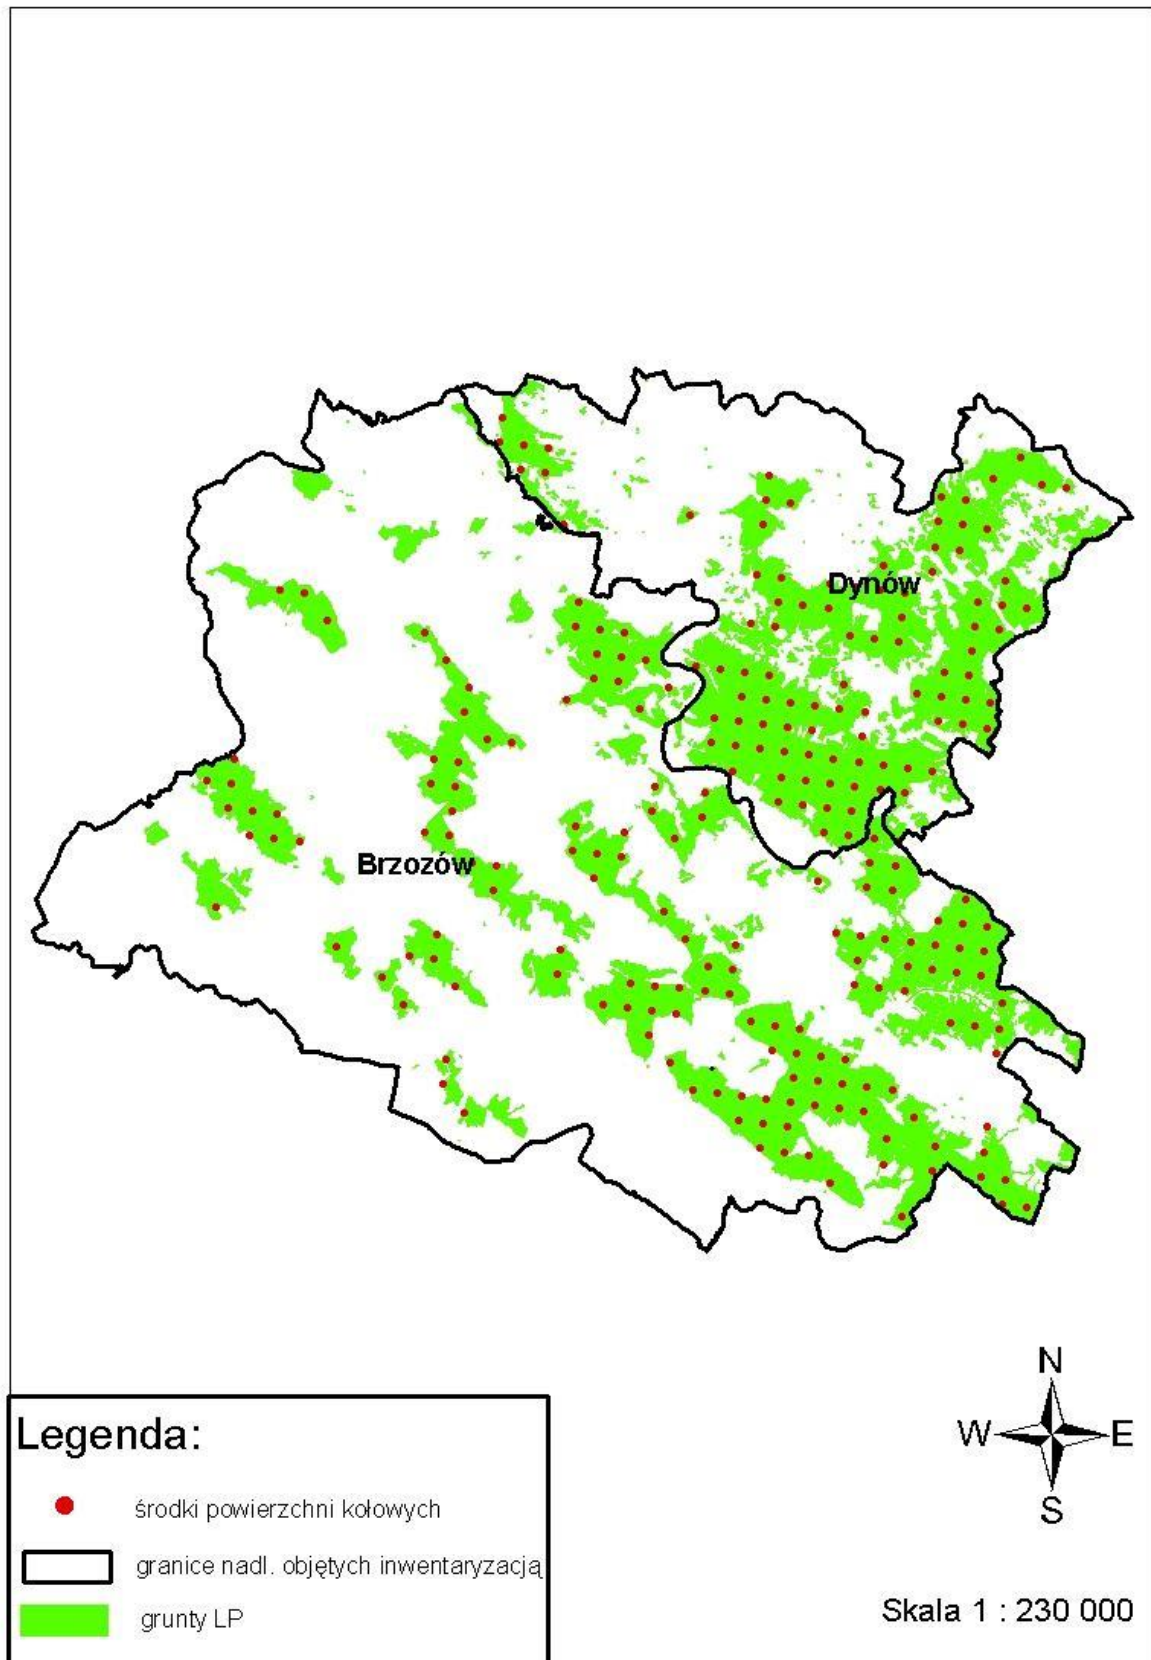 Dynów
Brzozów
N
W E
S
Legenda:
środki powierzchni kołowych
granice nadl. objętych inwentaryzacją
grunty LP
Skala 1 : 230 000